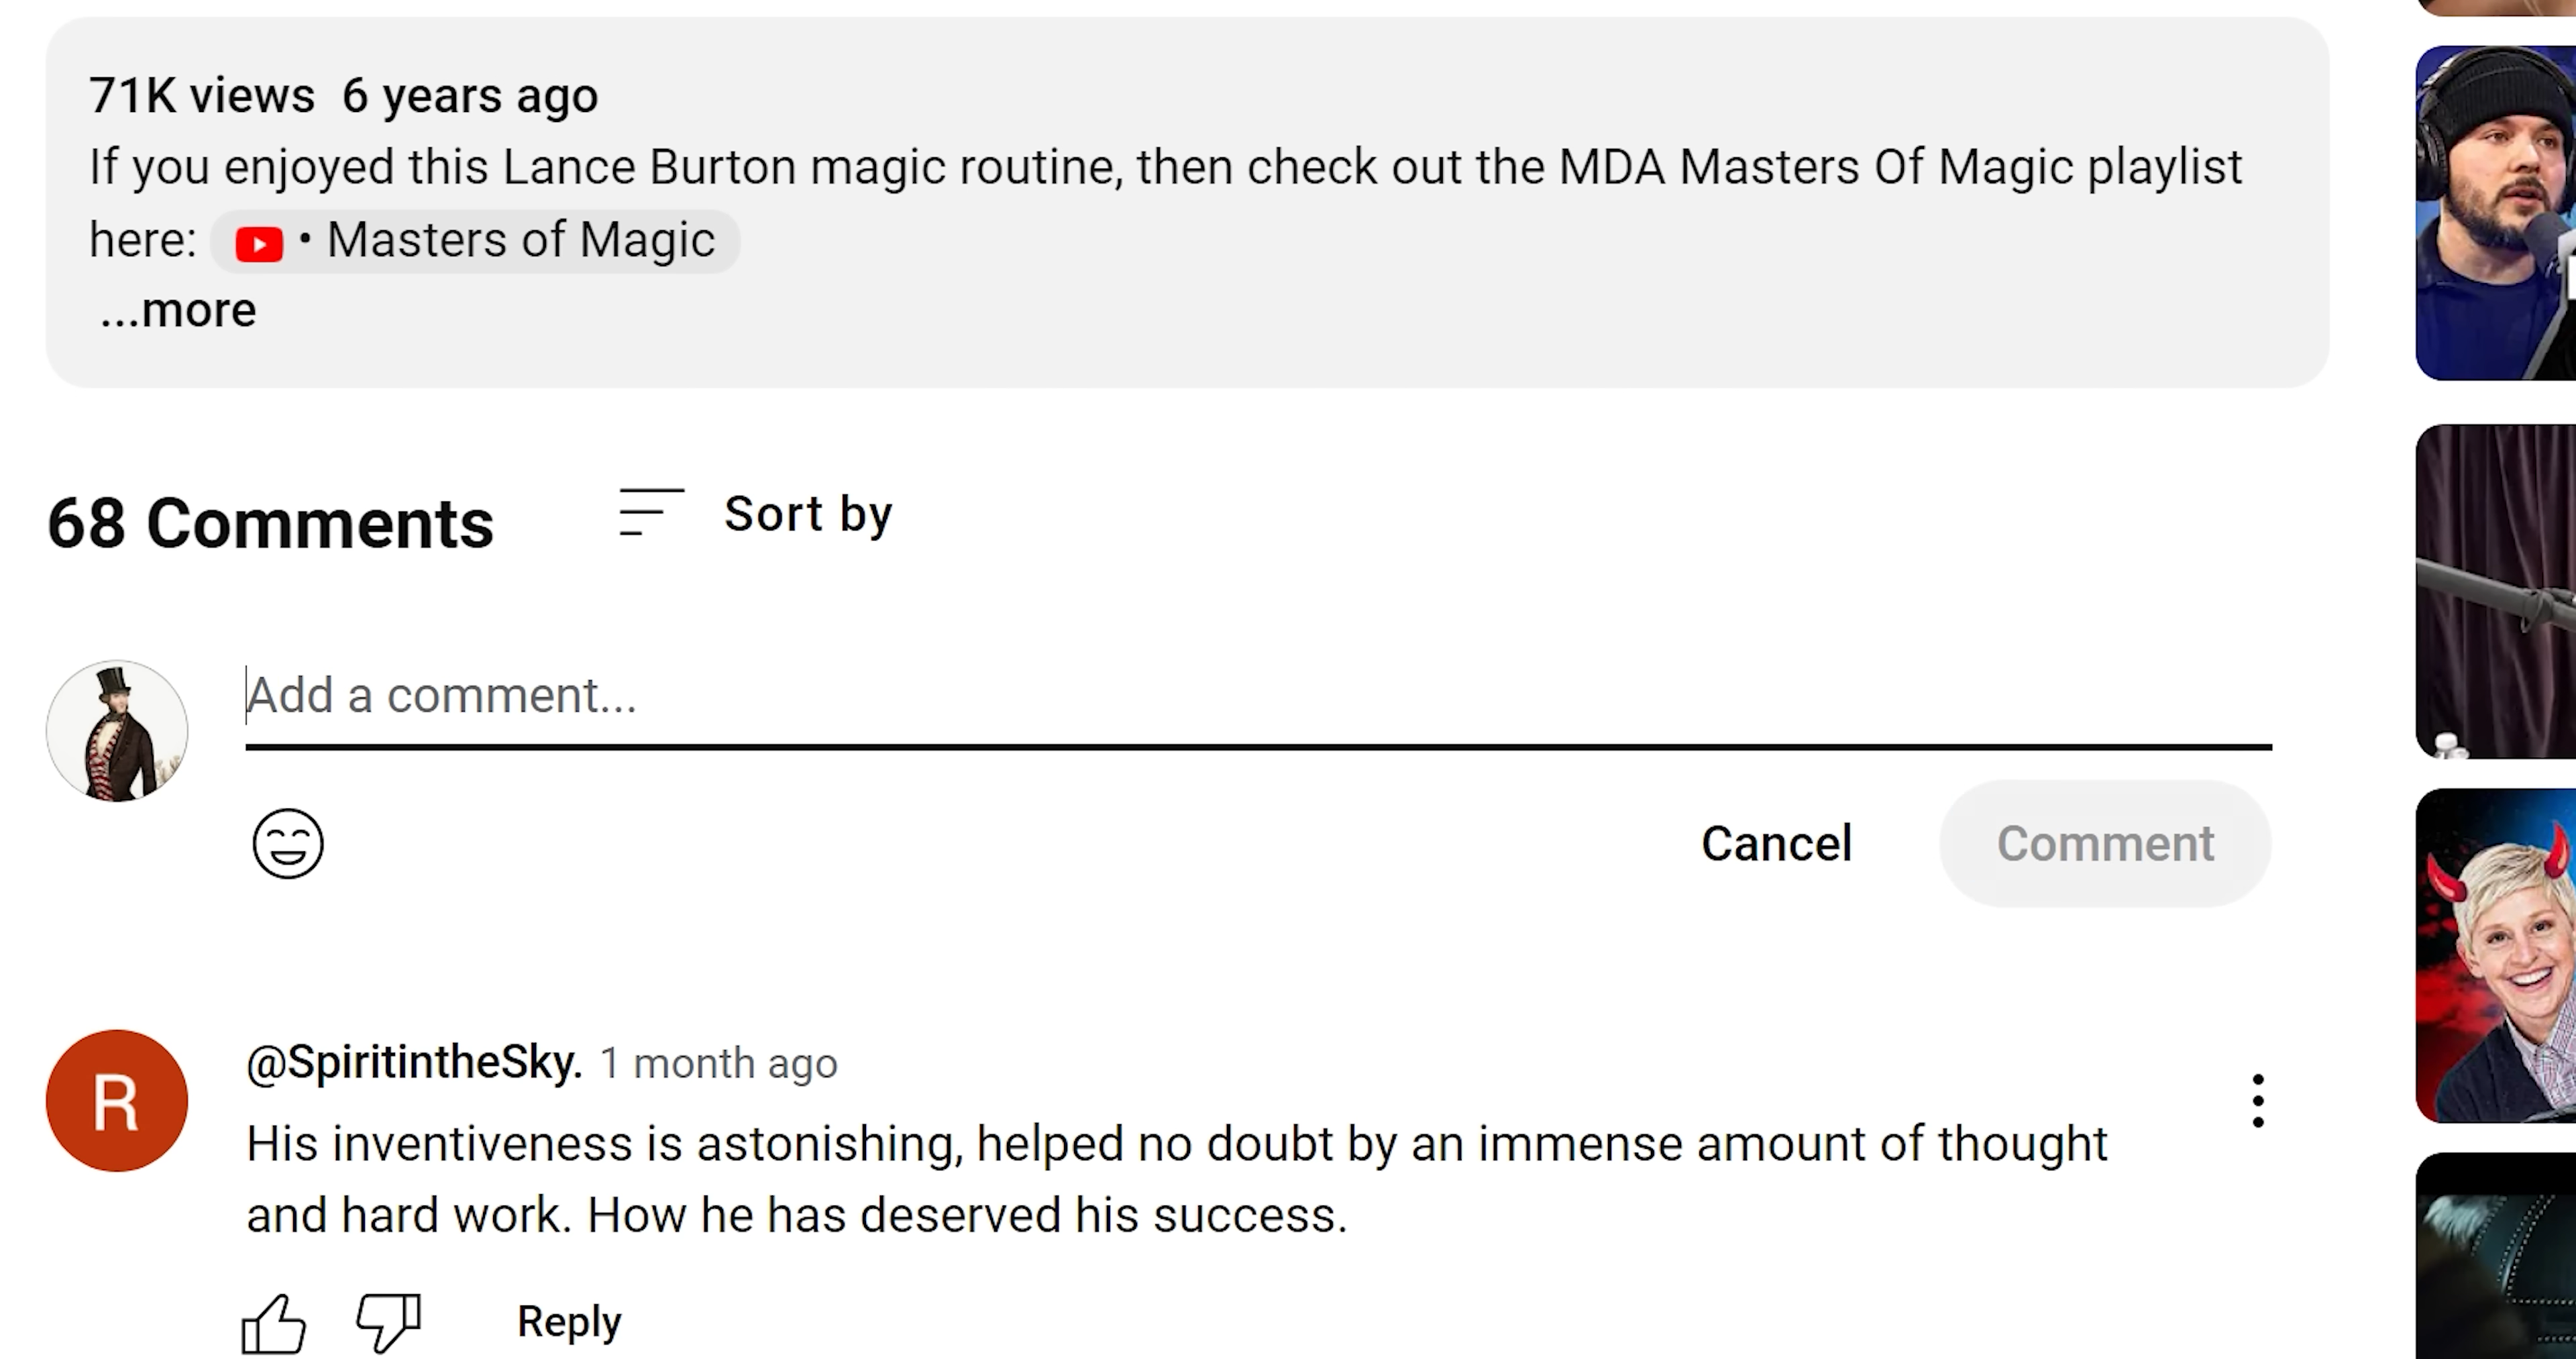 71K views 6 years ago
If you enjoyed this Lance Burton magic routine, then check out the MDA Masters Of Magic playlist
here: • Masters of Magic
...more
68 Comments
Sort by
Add a comment...
Cancel
Comment
R
@SpiritintheSky. 1 month ago
His inventiveness is astonishing, helped no doubt by an immense amount of thought
and hard work. How he has deserved his success.
Reply